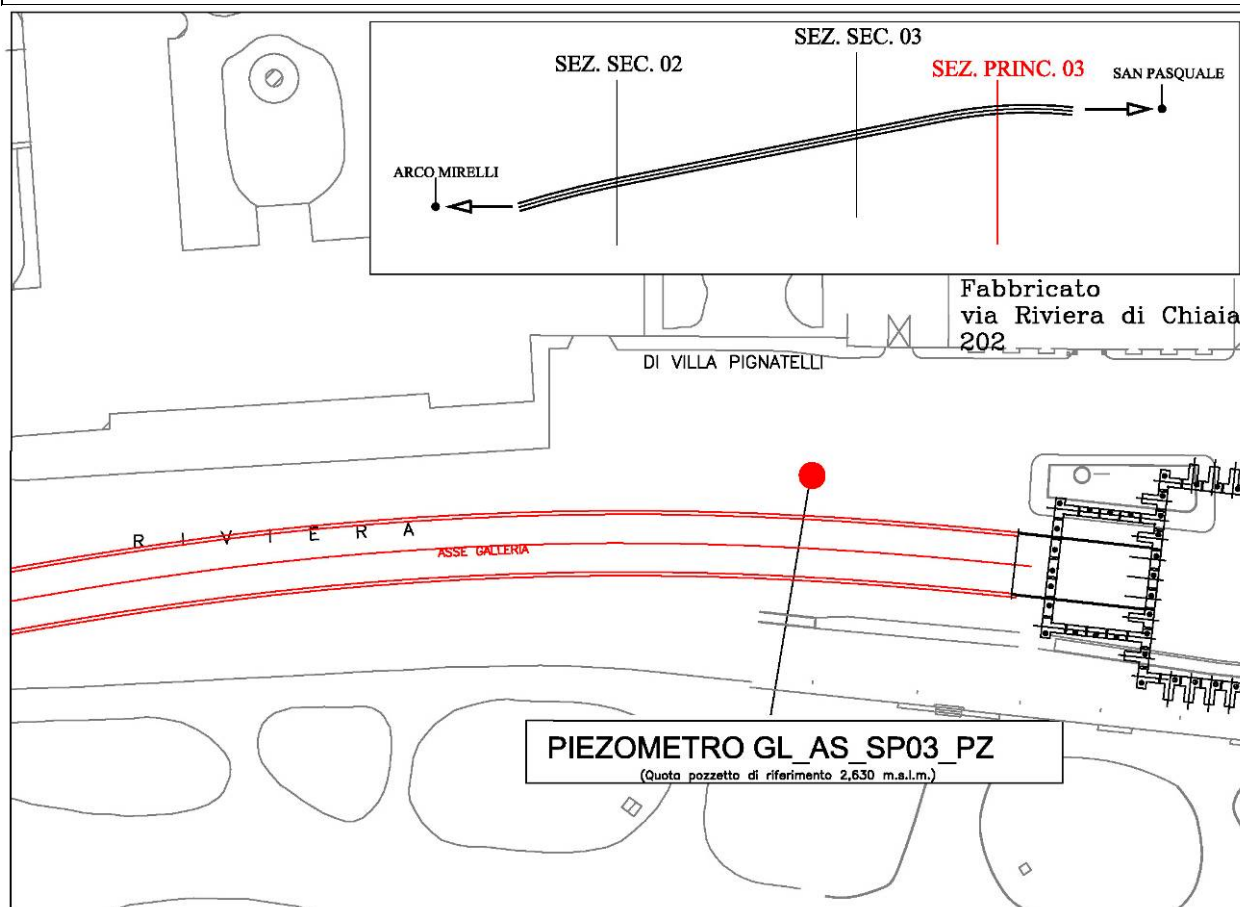 SEZ. SEC. 03
SEZ. SEC. 02
SEZ. PRINC. 03
SAN PASQUALE
ARCO MIRELLI
Fabbricato
via Riviera di Chiaia
202
DI VILLA PIGNATELLI
R I V I E R A
ASSE GALLERIA
PIEZOMETRO GL_AS_SP03_PZ
(Quota pozzetto di riferimento 2,630 m.s.l.m.)